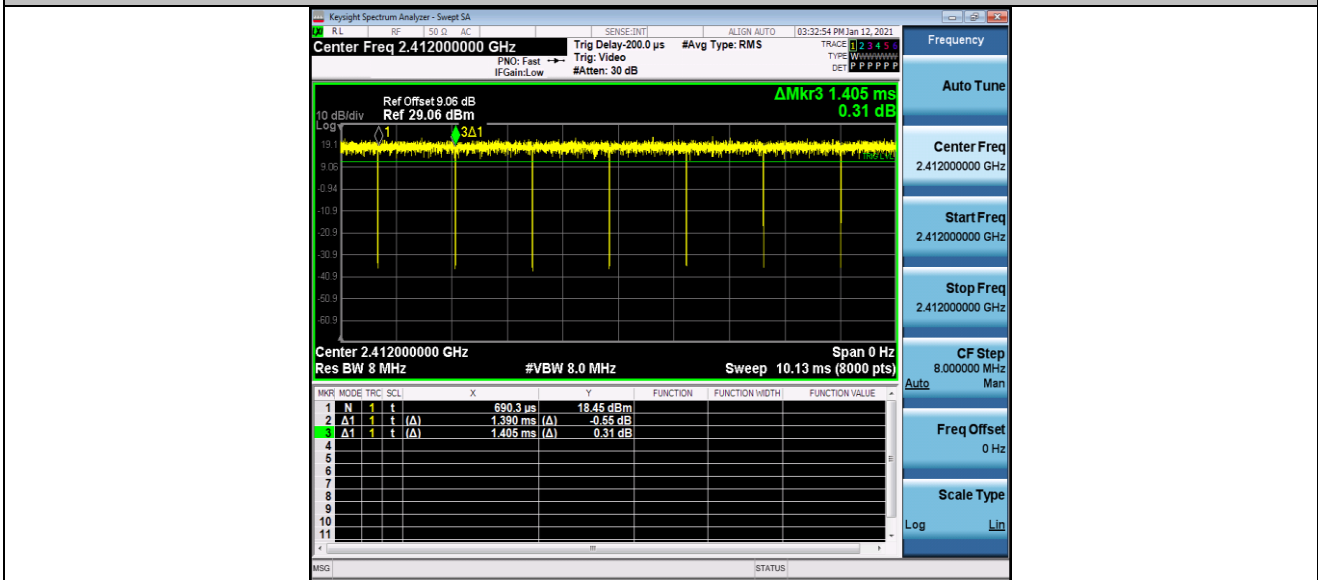 Keysight Spectrum Analyzer - Swept SA
RL RF 50 Ω AC SENSE:INT ALIGN AUTO 03:32:54 PM Jan 12, 2021
Center Freq 2.412000000 GHz Trig Delay-200.0 µs #Avg Type: RMS TRACE 1 2 3 4 5 6
PNO: Fast Trig: Video TYPE WWWWWW
IFGain:Low #Atten: 30 dB DET P P P P P P
Frequency
ΔMkr3 1.405 ms
0.31 dB
Ref Offset 9.06 dB
10 dB/div Ref 29.06 dBm
Log
1 3Δ1
19.1
TRIG LVL
9.06
-0.94
-10.9
-20.9
-30.9
-40.9
-50.9
-60.9
Center 2.412000000 GHz Span 0 Hz
Res BW 8 MHz #VBW 8.0 MHz Sweep 10.13 ms (8000 pts)
MKR MODE TRC SCL X Y FUNCTION FUNCTION WIDTH FUNCTION VALUE
1 N 1 t 690.3 µs 18.45 dBm
2 Δ1 1 t (Δ) 1.390 ms (Δ) -0.55 dB
3 Δ1 1 t (Δ) 1.405 ms (Δ) 0.31 dB
4
5
6
7
8
9
10
11
Auto Tune
Center Freq
2.412000000 GHz
Start Freq
2.412000000 GHz
Stop Freq
2.412000000 GHz
CF Step
8.000000 MHz
Auto Man
Freq Offset
0 Hz
Scale Type
Log Lin
MSG STATUS